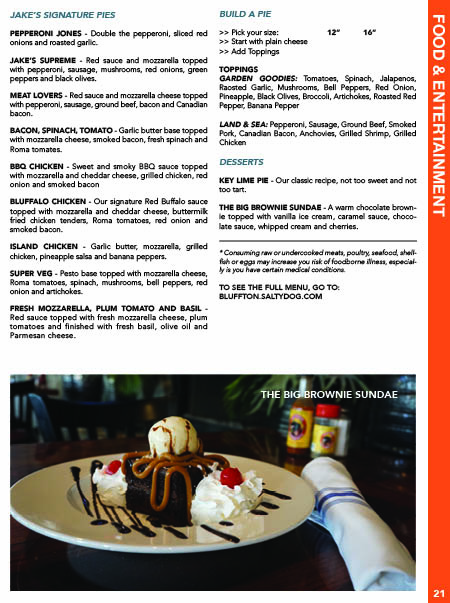 JAKE'S SIGNATURE PIES
PEPPERONI JONES - Double the pepperoni, sliced red
onions and roasted garlic.
JAKE'S SUPREME - Red sauce and mozzarella topped
with pepperoni, sausage, mushrooms, red onions, green
peppers and black olives.
MEAT LOVERS - Red sauce and mozzarella cheese topped
with pepperoni, sausage, ground beef, bacon and Canadian
bacon.
BACON, SPINACH, TOMATO - Garlic butter base topped
with mozzarella cheese, smoked bacon, fresh spinach and
Roma tomates.
BBQ CHICKEN - Sweet and smoky BBQ sauce topped
with mozzarella and cheddar cheese, grilled chicken, red
onion and smoked bacon
BLUFFALO CHICKEN - Our signature Red Buffalo sauce
topped with mozzarella and cheddar cheese, buttermilk
fried chicken tenders, Roma tomatoes, red onion and
smoked bacon.
ISLAND CHICKEN - Garlic butter, mozzarella, grilled
chicken, pineapple salsa and banana peppers.
SUPER VEG - Pesto base topped with mozzarella cheese,
Roma tomatoes, spinach, mushrooms, bell peppers, red
onion and artichokes.
FRESH MOZZARELLA, PLUM TOMATO AND BASIL -
Red sauce topped with fresh mozzarella cheese, plum
tomatoes and finished with fresh basil, olive oil and
Parmesan cheese.
BUILD A PIE
>> Pick your size: 12" 16"
>> Start with plain cheese
>> Add Toppings
TOPPINGS
GARDEN GOODIES: Tomatoes, Spinach, Jalapenos,
Raosted Garlic, Mushrooms, Bell Peppers, Red Onion,
Pineapple, Black Olives, Broccoli, Artichokes, Roasted Red
Pepper, Banana Pepper
LAND & SEA: Pepperoni, Sausage, Ground Beef, Smoked
Pork, Canadian Bacon, Anchovies, Grilled Shrimp, Grilled
Chicken
DESSERTS
KEY LIME PIE - Our classic recipe, not too sweet and not
too tart.
THE BIG BROWNIE SUNDAE - A warm chocolate brown-
ie topped with vanilla ice cream, caramel sauce, choco-
late sauce, whipped cream and cherries.
* Consuming raw or undercooked meats, poultry, seafood, shell-
fish or eggs may increase you risk of foodborne illness, especial-
ly is you have certain medical conditions.
TO SEE THE FULL MENU, GO TO:
BLUFFTON.SALTYDOG.COM
FOOD & ENTERTAINMENT
THE BIG BROWNIE SUNDAE
21